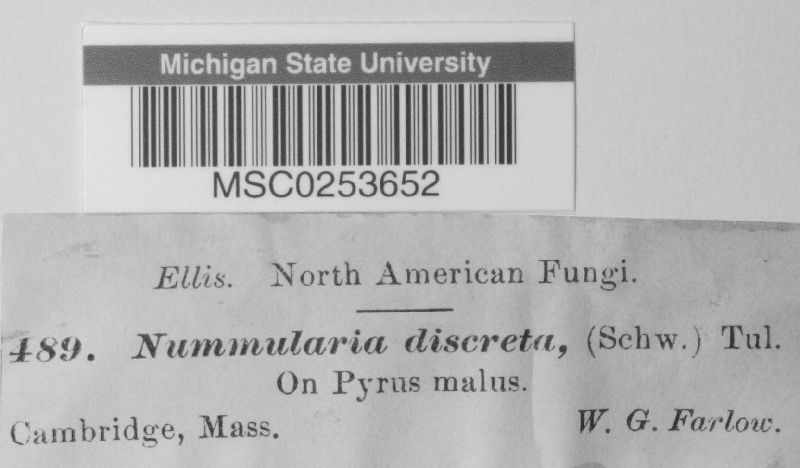 Michigan State University
MSC0253652
Ellis. North American Fungi.
489. Nummularia discreta, (Schw.) Tul.
On Pyrus malus.
Cambridge, Mass. W. G. Farlow.